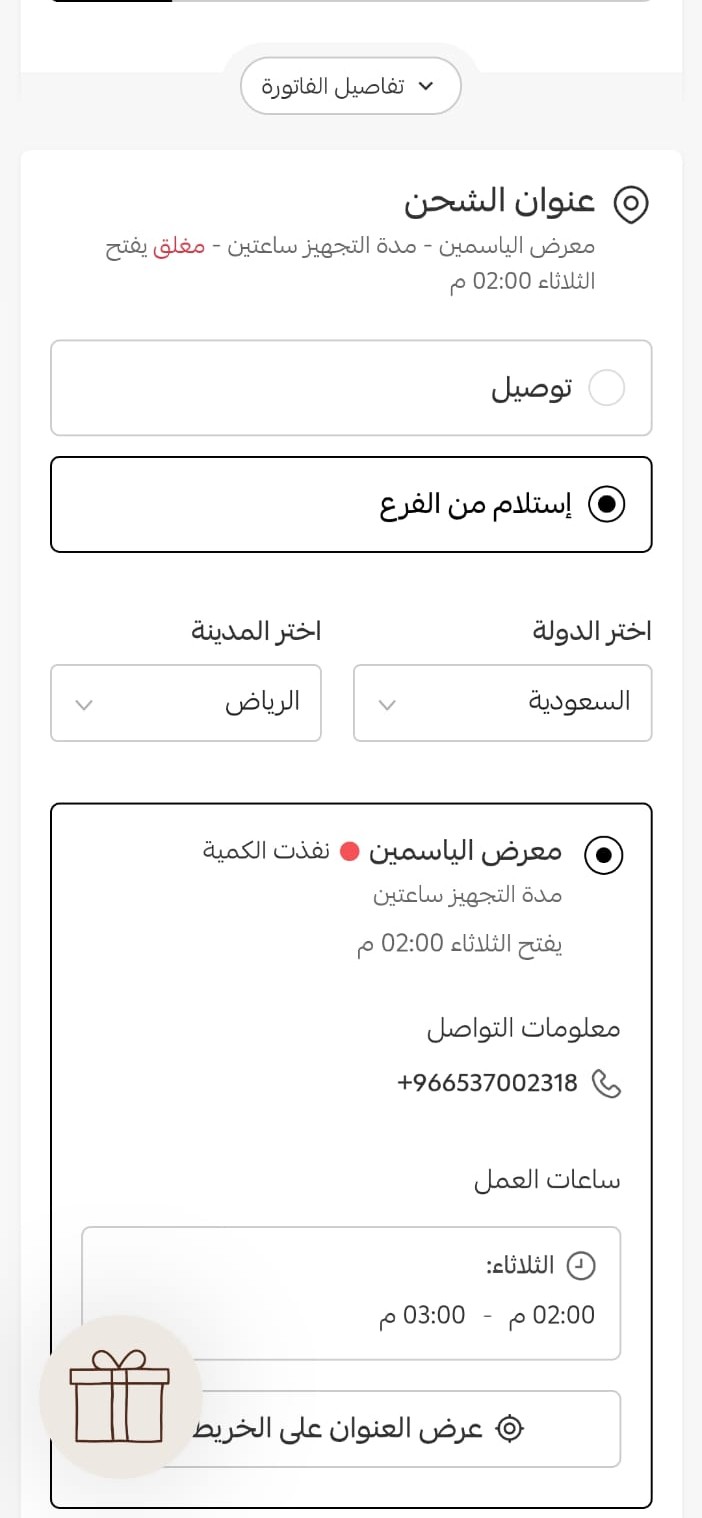 تفاصيل الفاتورة
عنوان الشحن
معرض الياسمين - مدة التجهيز ساعتين - مغلق يفتح
الثلاثاء 02:00 م
توصيل
إستلام من الفرع
اختر الدولة
اختر المدينة
السعودية
الرياض
معرض الياسمين
نفذت الكمية
مدة التجهيز ساعتين
يفتح الثلاثاء 02:00 م
معلومات التواصل
+966537002318
ساعات العمل
الثلاثاء:
02:00 م - 03:00 م
عرض العنوان على الخريط